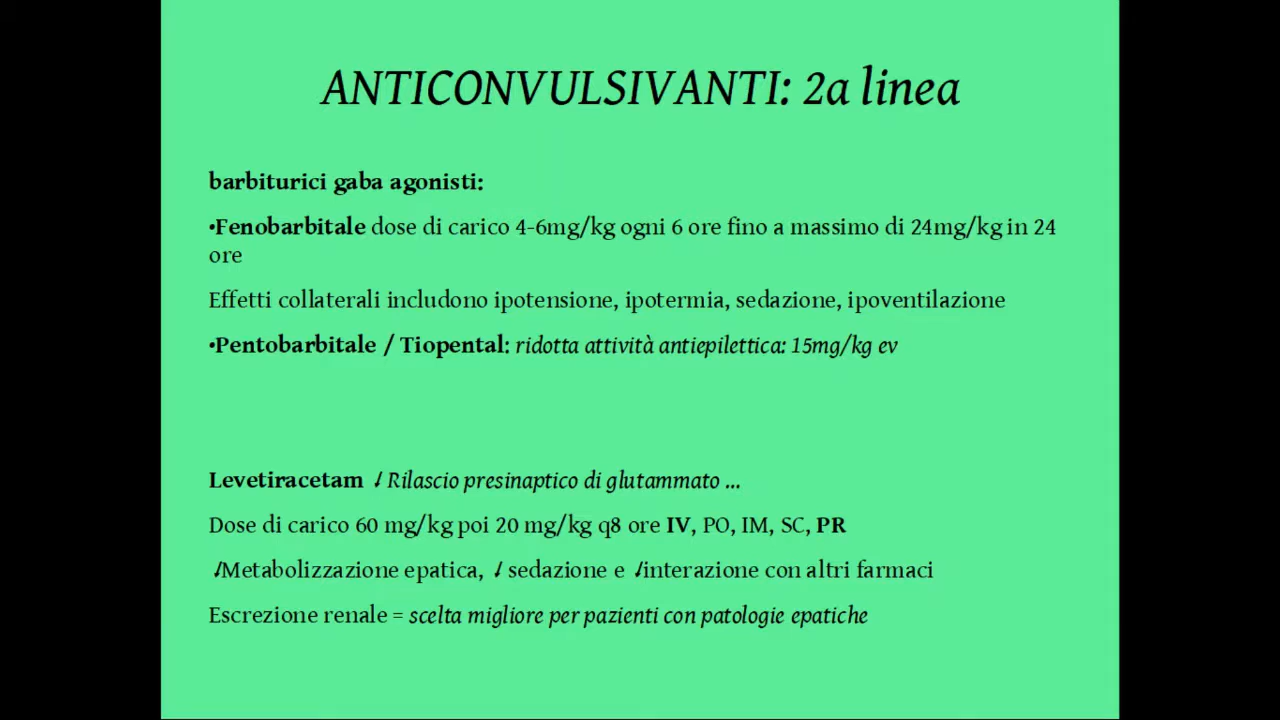 ANTICONVULSIVANTI: 2a linea
barbiturici gaba agonisti:
•Fenobarbitale dose di carico 4-6mg/kg ogni 6 ore fino a massimo di 24mg/kg in 24
ore
Effetti collaterali includono ipotensione, ipotermia, sedazione, ipoventilazione
•Pentobarbitale / Tiopental: ridotta attività antiepilettica: 15mg/kg ev
Levetiracetam ↓ Rilascio presinaptico di glutammato ...
Dose di carico 60 mg/kg poi 20 mg/kg q8 ore IV, PO, IM, SC, PR
↓Metabolizzazione epatica, ↓ sedazione e ↓interazione con altri farmaci
Escrezione renale = scelta migliore per pazienti con patologie epatiche